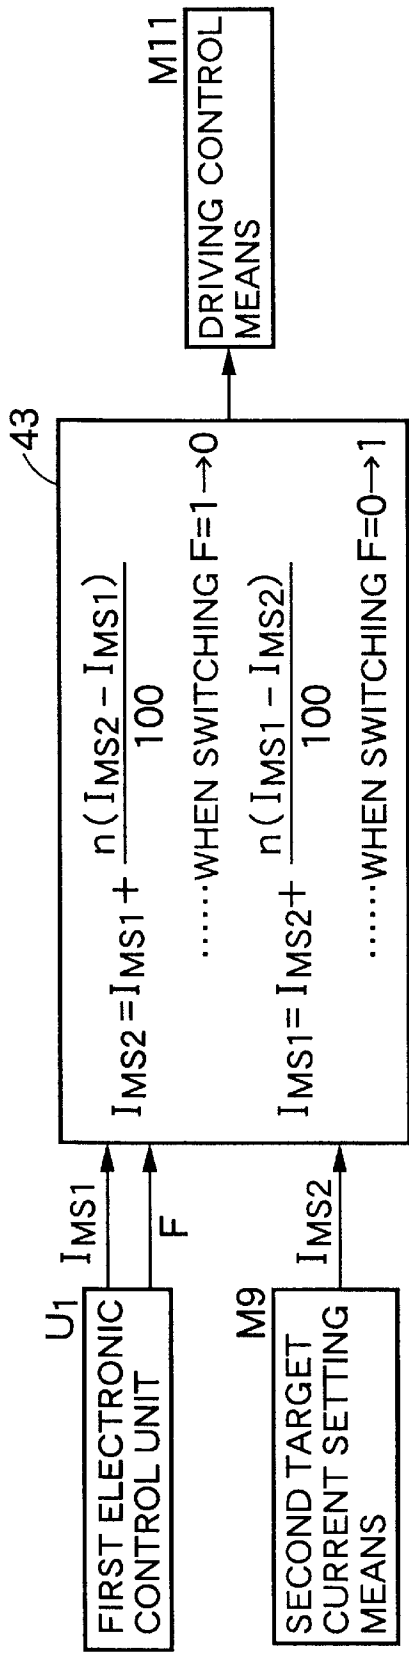 U1
FIRST ELECTRONIC
CONTROL UNIT
IMS1
F
M9
SECOND TARGET
CURRENT SETTING
MEANS
IMS2
43
IMS2 = IMS1 + n(IMS2 - IMS1)
100
······WHEN SWITCHING F=1→0
IMS1 = IMS2 + n(IMS1 - IMS2)
100
······WHEN SWITCHING F=0→1
M11
DRIVING CONTROL
MEANS